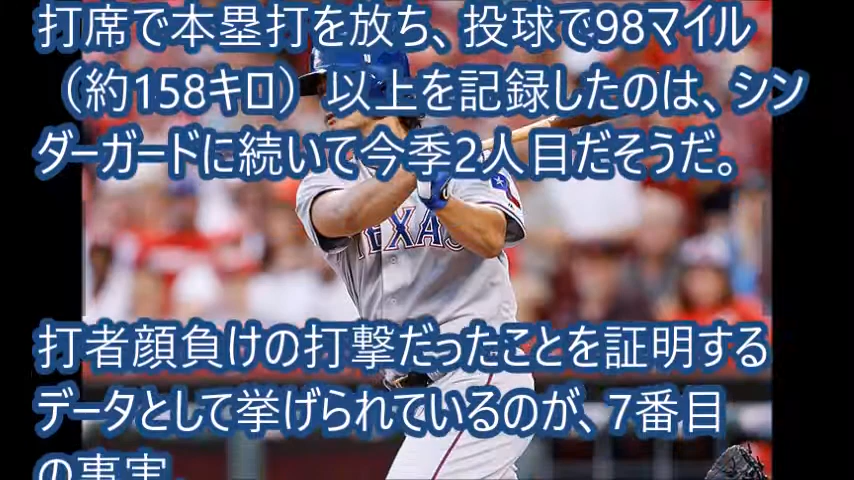 打席で本塁打を放ち、投球で98マイル
（約158キロ）以上を記録したのは、シン
ダーガードに続いて今季2人目だそうだ。
TEXAS
打者顔負けの打撃だったことを証明する
データとして挙げられているのが、7番目
の事実。